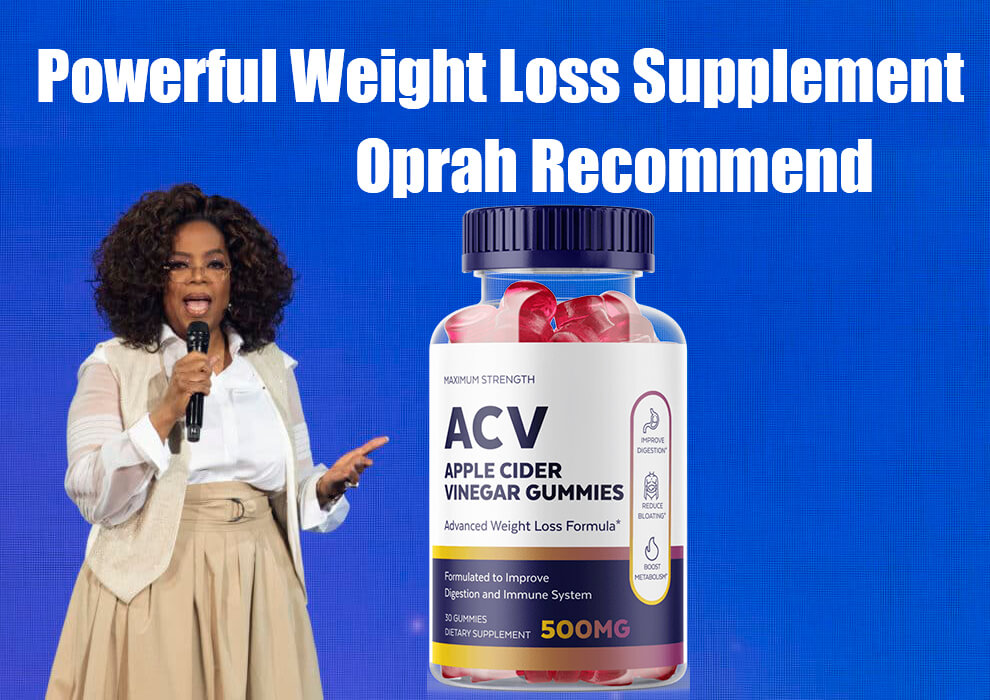 Powerful Weight Loss Supplement
Oprah Recommend
MAXIMUM STRENGTH
ACV
APPLE CIDER
VINEGAR GUMMIES
Advanced Weight Loss Formula*
IMPROVE
DIGESTION*
REDUCE
BLOATING*
BOOST
METABOLISM*
Formulated to Improve
Digestion and Immune System
30 GUMMIES
DIETARY SUPPLEMENT 500MG